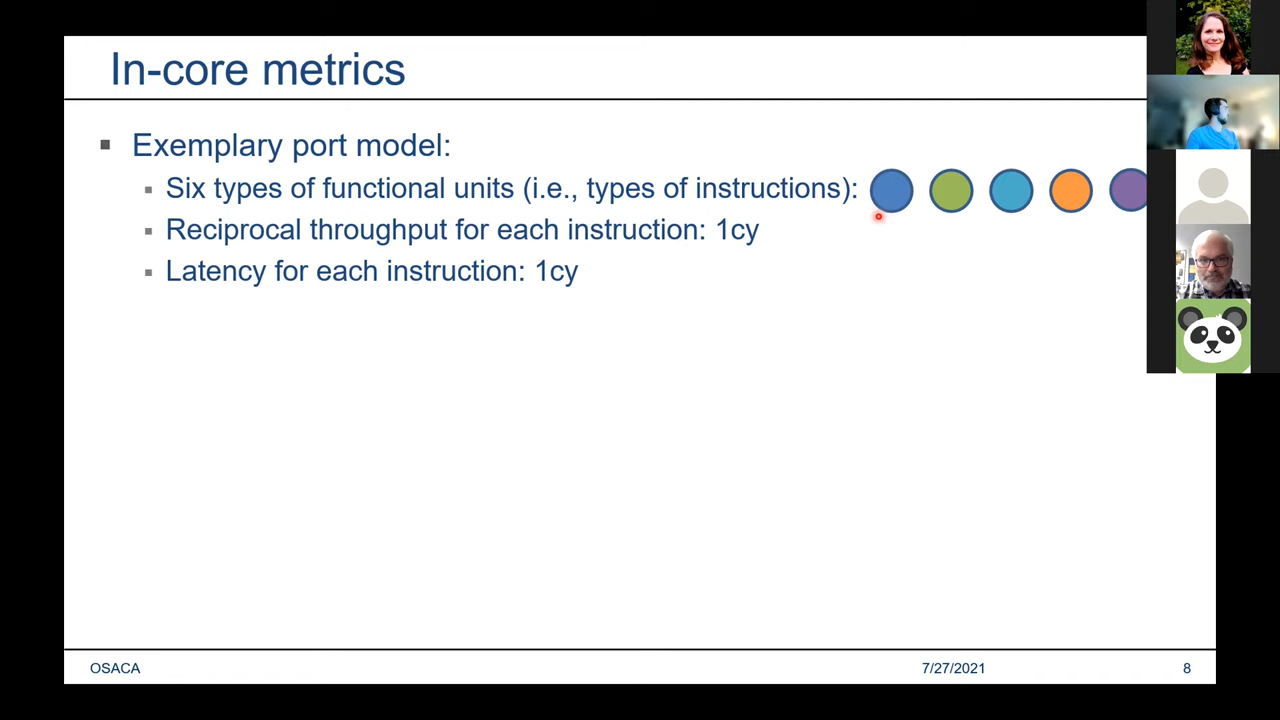 In-core metrics
Exemplary port model:
Six types of functional units (i.e., types of instructions):
Reciprocal throughput for each instruction: 1cy
Latency for each instruction: 1cy
OSACA
7/27/2021
8